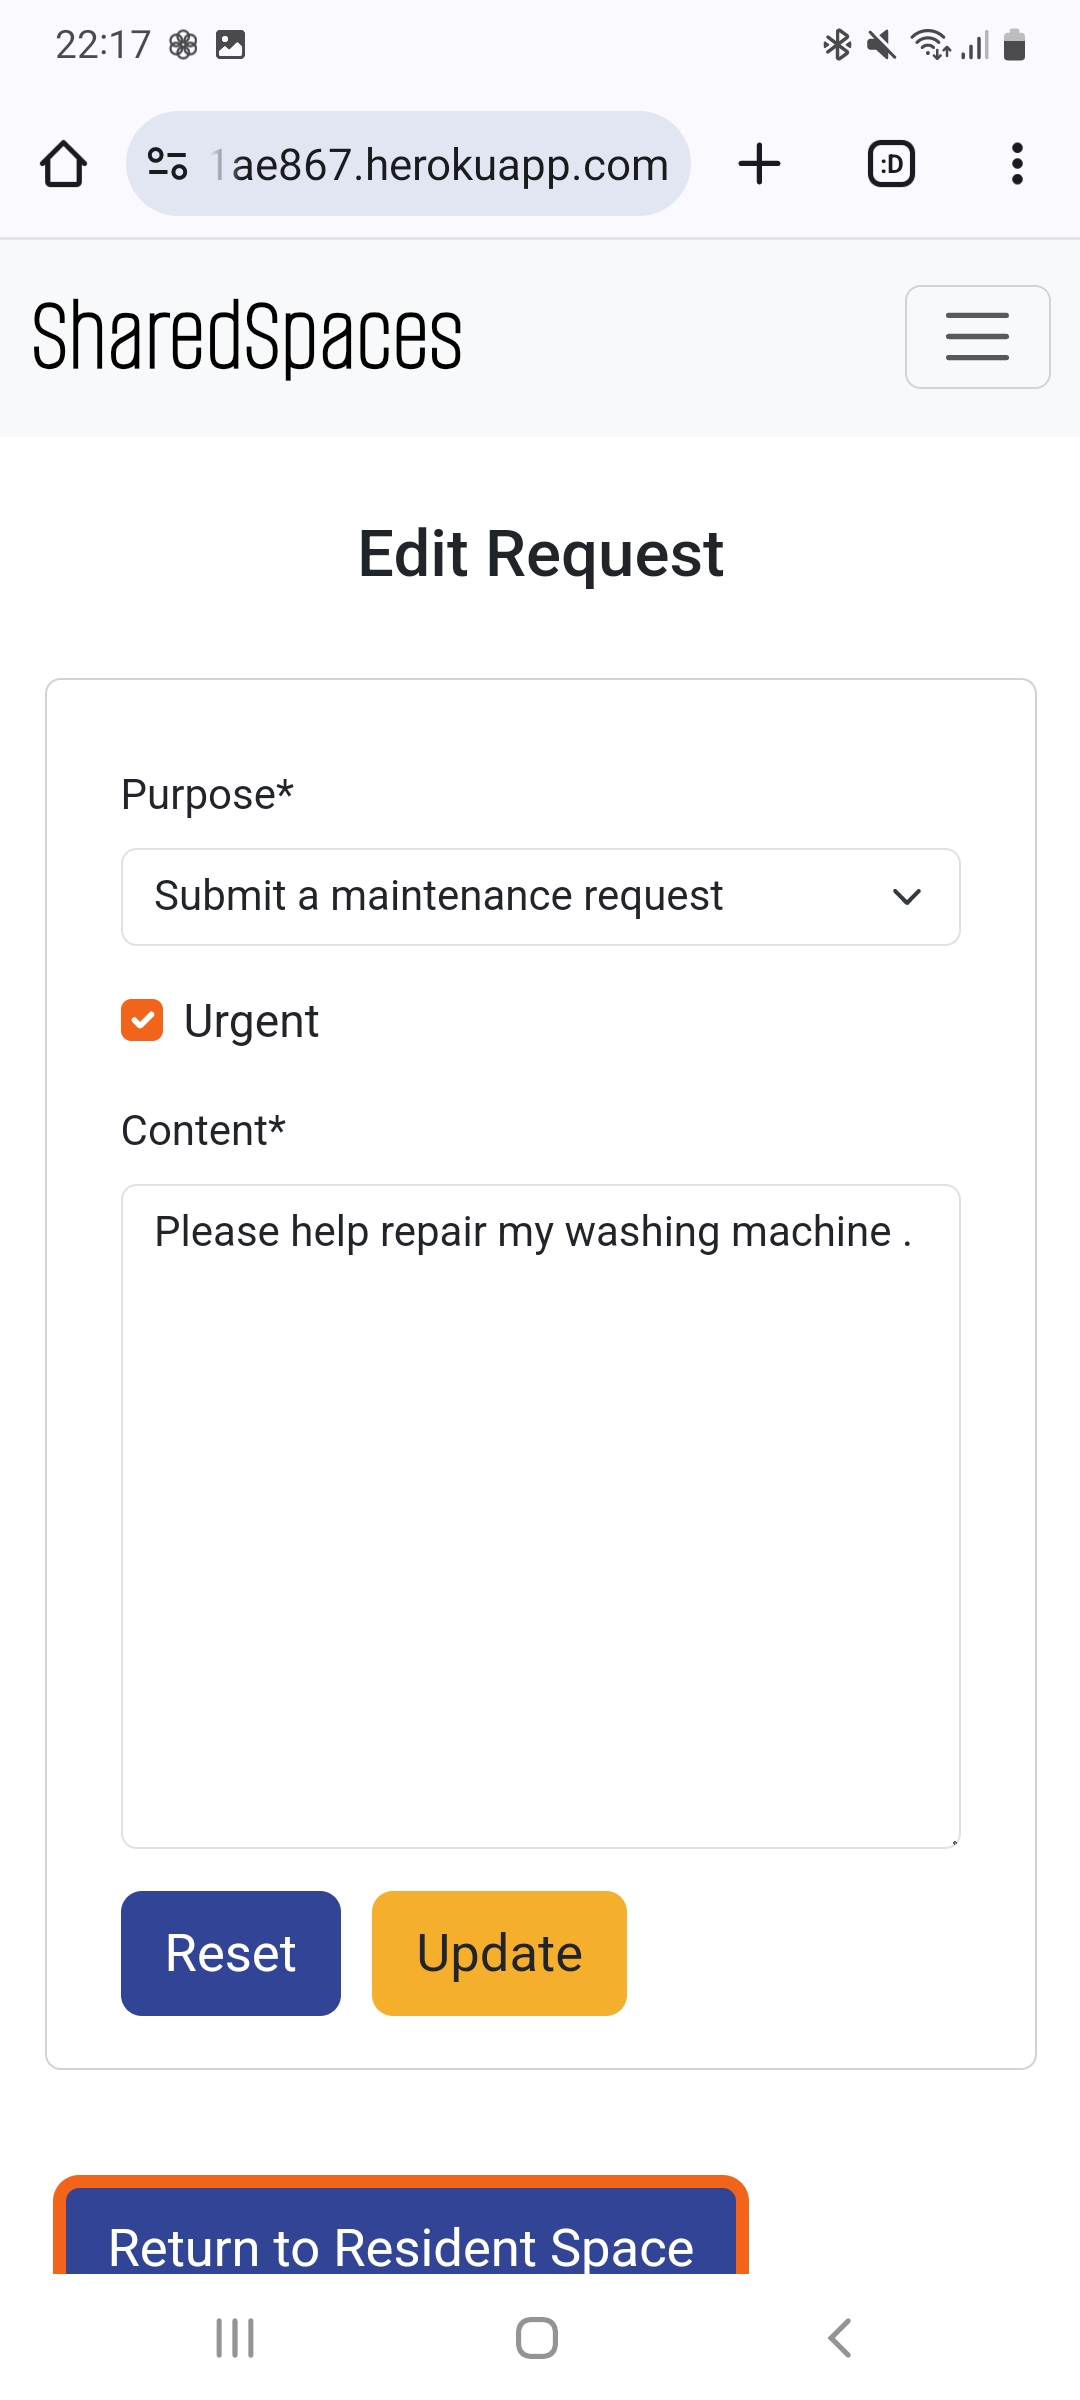 22:17
1ae867.herokuapp.com
:D
SharedSpaces
Edit Request
Purpose*
Submit a maintenance request
Urgent
Content*
Please help repair my washing machine .
Reset
Update
Return to Resident Space